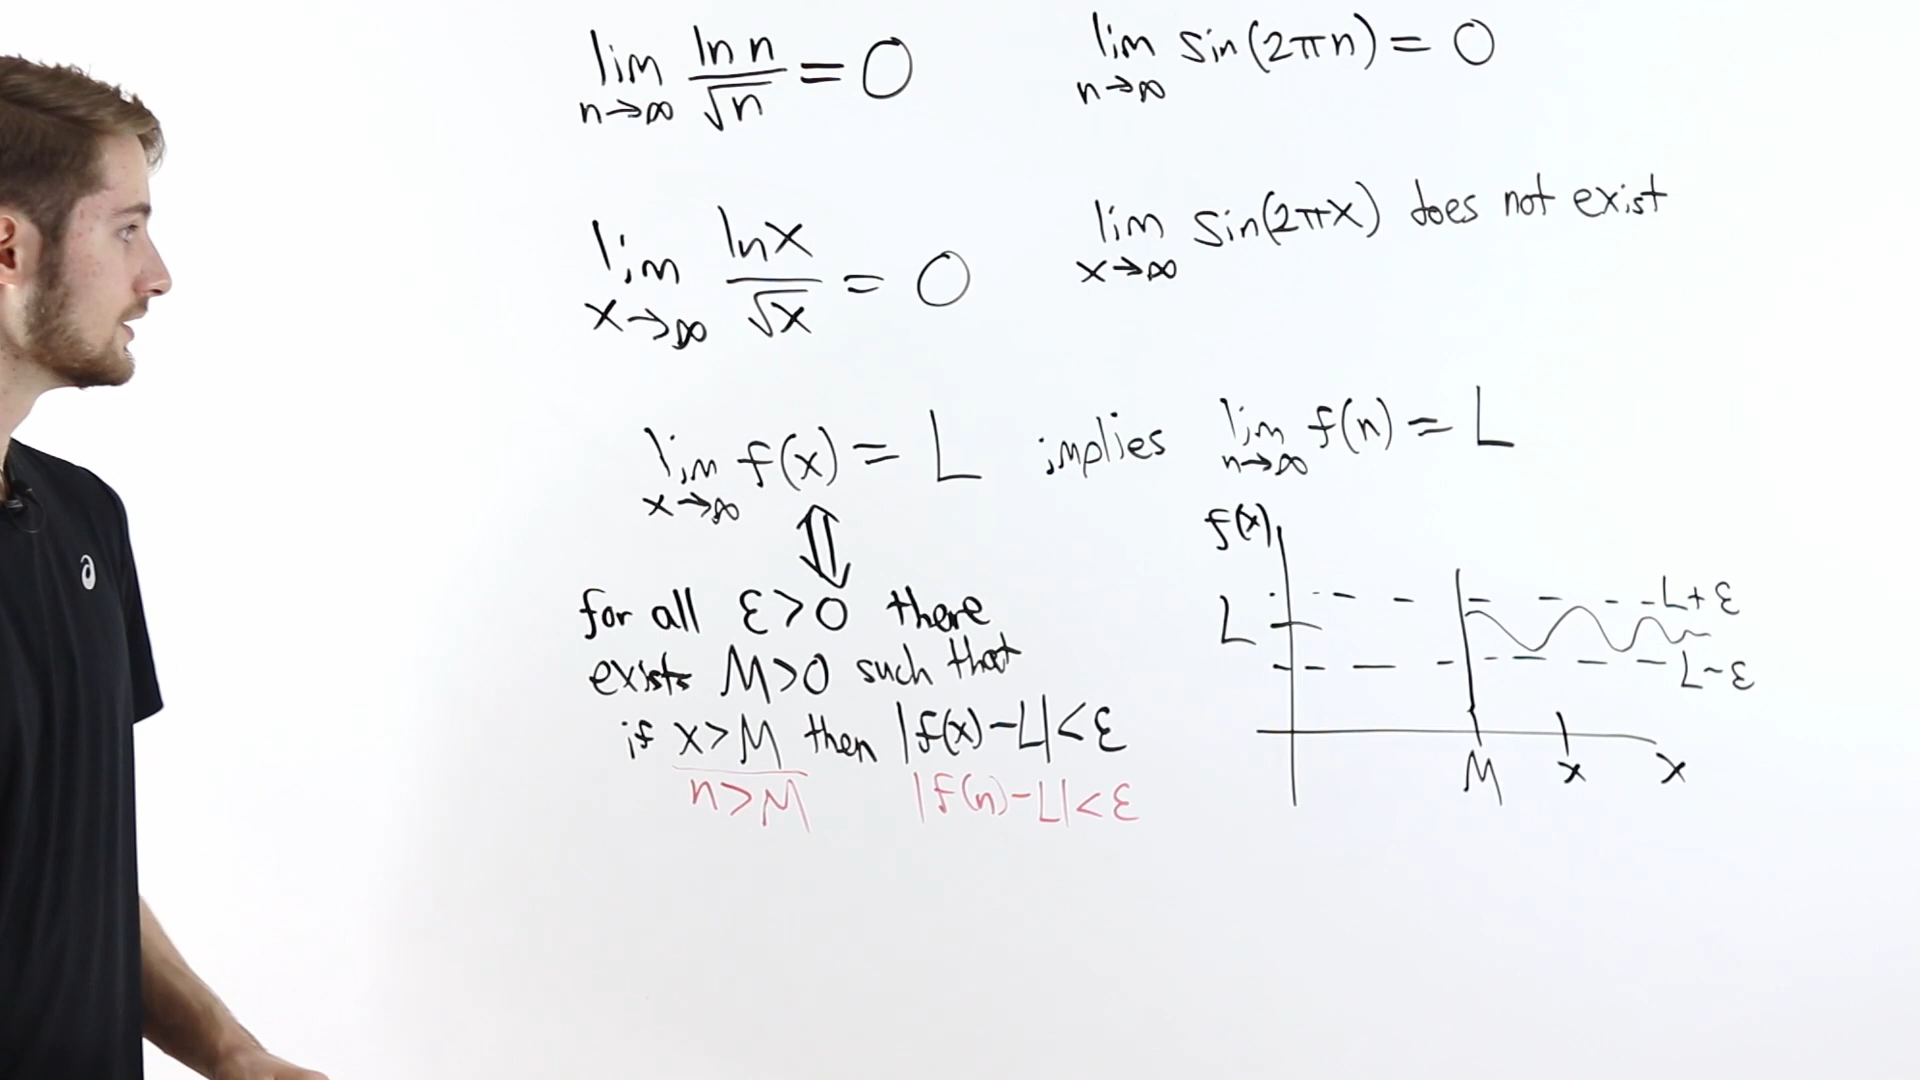 lim n→∞ ln n / √n = 0
lim n→∞ sin(2πn) = 0
lim x→∞ ln x / √x = 0
lim x→∞ sin(2πx) does not exist
lim x→∞ f(x) = L implies lim n→∞ f(n) = L
⇕
for all ε>0 there
exists M>0 such that
if x>M then |f(x)-L|<ε
n>M |f(n)-L|<ε
f(x)
L+ε
L
L-ε
M x x